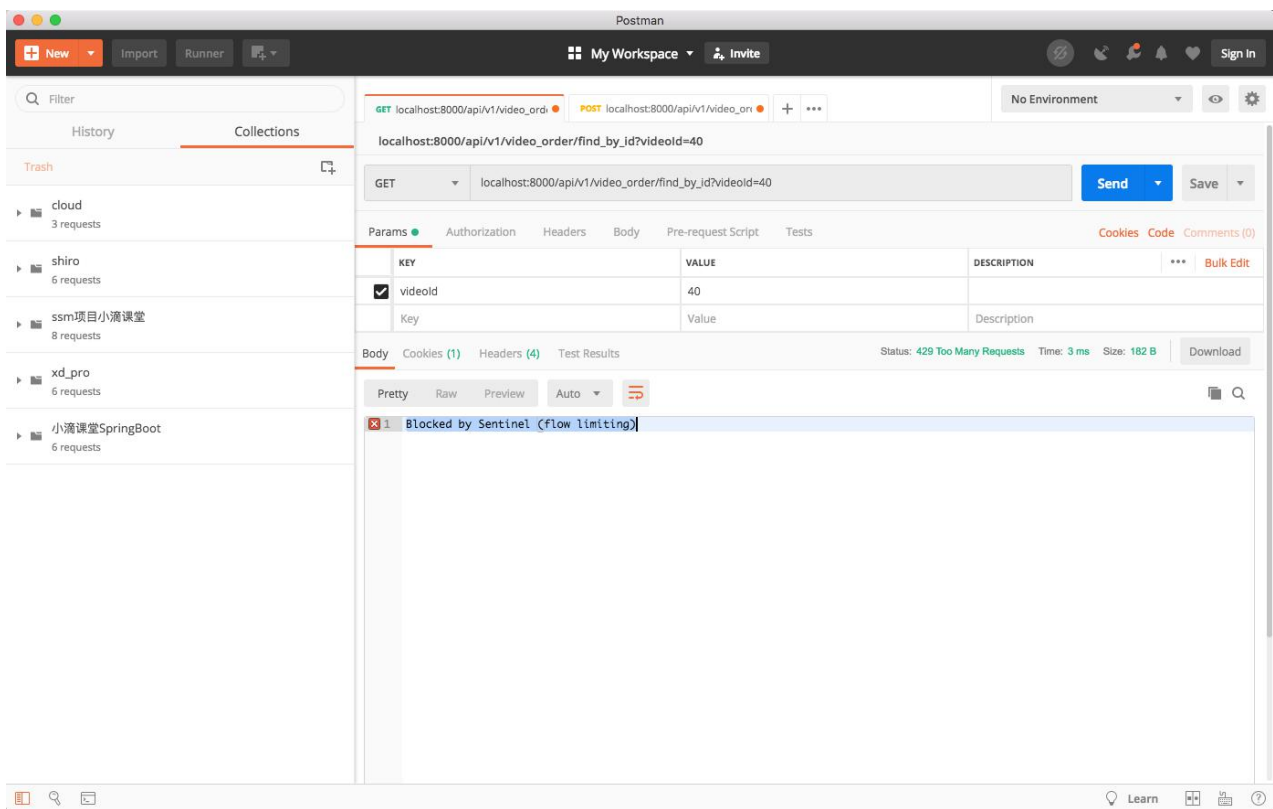 Postman
New
Import
Runner
My Workspace
Invite
Sign In
Filter
History
Collections
Trash
cloud
3 requests
shiro
6 requests
ssm项目小滴课堂
8 requests
xd_pro
6 requests
小滴课堂SpringBoot
6 requests
GET localhost:8000/api/v1/video_orde
POST localhost:8000/api/v1/video_ord
No Environment
localhost:8000/api/v1/video_order/find_by_id?videoId=40
GET localhost:8000/api/v1/video_order/find_by_id?videoId=40
Send
Save
Params Authorization Headers Body Pre-request Script Tests
Cookies Code Comments (0)
KEY VALUE DESCRIPTION Bulk Edit
videoId 40
Key Value Description
Body Cookies (1) Headers (4) Test Results
Status: 429 Too Many Requests Time: 3 ms Size: 182 B Download
Pretty Raw Preview Auto
1 Blocked by Sentinel (flow limiting)
Learn